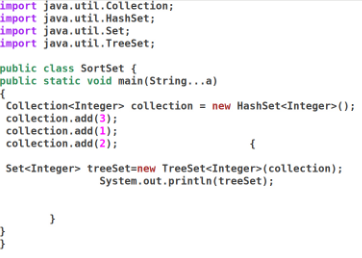 import java.util.Collection;
import java.util.HashSet;
import java.util.Set;
import java.util.TreeSet;

public class SortSet {
public static void main(String...a)
{
 Collection<Integer> collection = new HashSet<Integer>();
 collection.add(3);
 collection.add(1);
 collection.add(2);                    {

 Set<Integer> treeSet=new TreeSet<Integer>(collection);
               System.out.println(treeSet);


       }
}
}